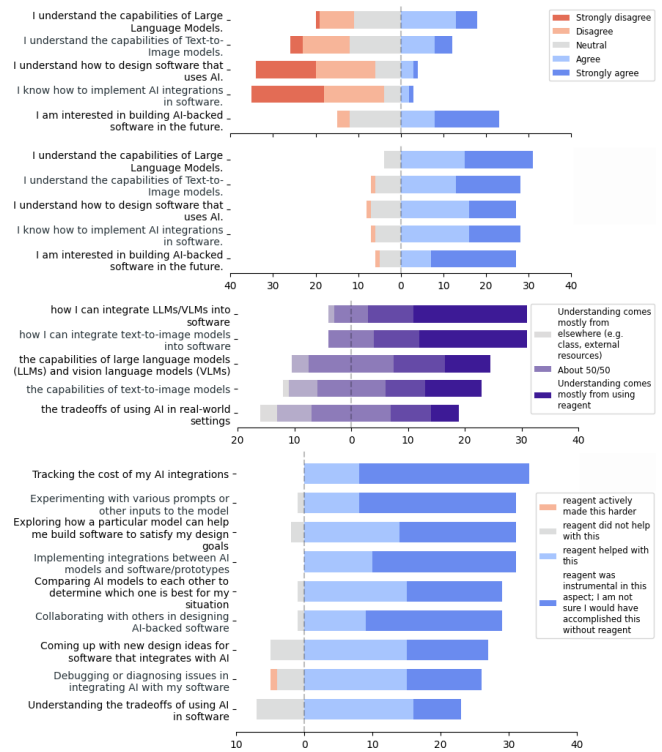 I understand the capabilities of Large
Language Models.
I understand the capabilities of Text-to-
Image models.
I understand how to design software that
uses AI.
I know how to implement AI integrations
in software.
I am interested in building AI-backed
software in the future.
Strongly disagree
Disagree
Neutral
Agree
Strongly agree
40 30 20 10 0 10 20 30 40
I understand the capabilities of Large
Language Models.
I understand the capabilities of Text-to-
Image models.
I understand how to design software that
uses AI.
I know how to implement AI integrations
in software.
I am interested in building AI-backed
software in the future.
40 30 20 10 0 10 20 30 40
how I can integrate LLMs/VLMs into
software
how I can integrate text-to-image models
into software
the capabilities of large language models
(LLMs) and vision language models (VLMs)
the capabilities of text-to-image models
the tradeoffs of using AI in real-world
settings
Understanding comes
mostly from
elsewhere (e.g.
class, external
resources)
About 50/50
Understanding comes
mostly from using
reagent
20 10 0 10 20 30 40
Tracking the cost of my AI integrations
Experimenting with various prompts or
other inputs to the model
Exploring how a particular model can help
me build software to satisfy my design
goals
Implementing integrations between AI
models and software/prototypes
Comparing AI models to each other to
determine which one is best for my
situation
Collaborating with others in designing
AI-backed software
Coming up with new design ideas for
software that integrates with AI
Debugging or diagnosing issues in
integrating AI with my software
Understanding the tradeoffs of using AI
in software
reagent actively
made this harder
reagent did not help
with this
reagent helped with
this
reagent was
instrumental in this
aspect; I am not
sure I would have
accomplished this
without reagent
10 0 10 20 30 40